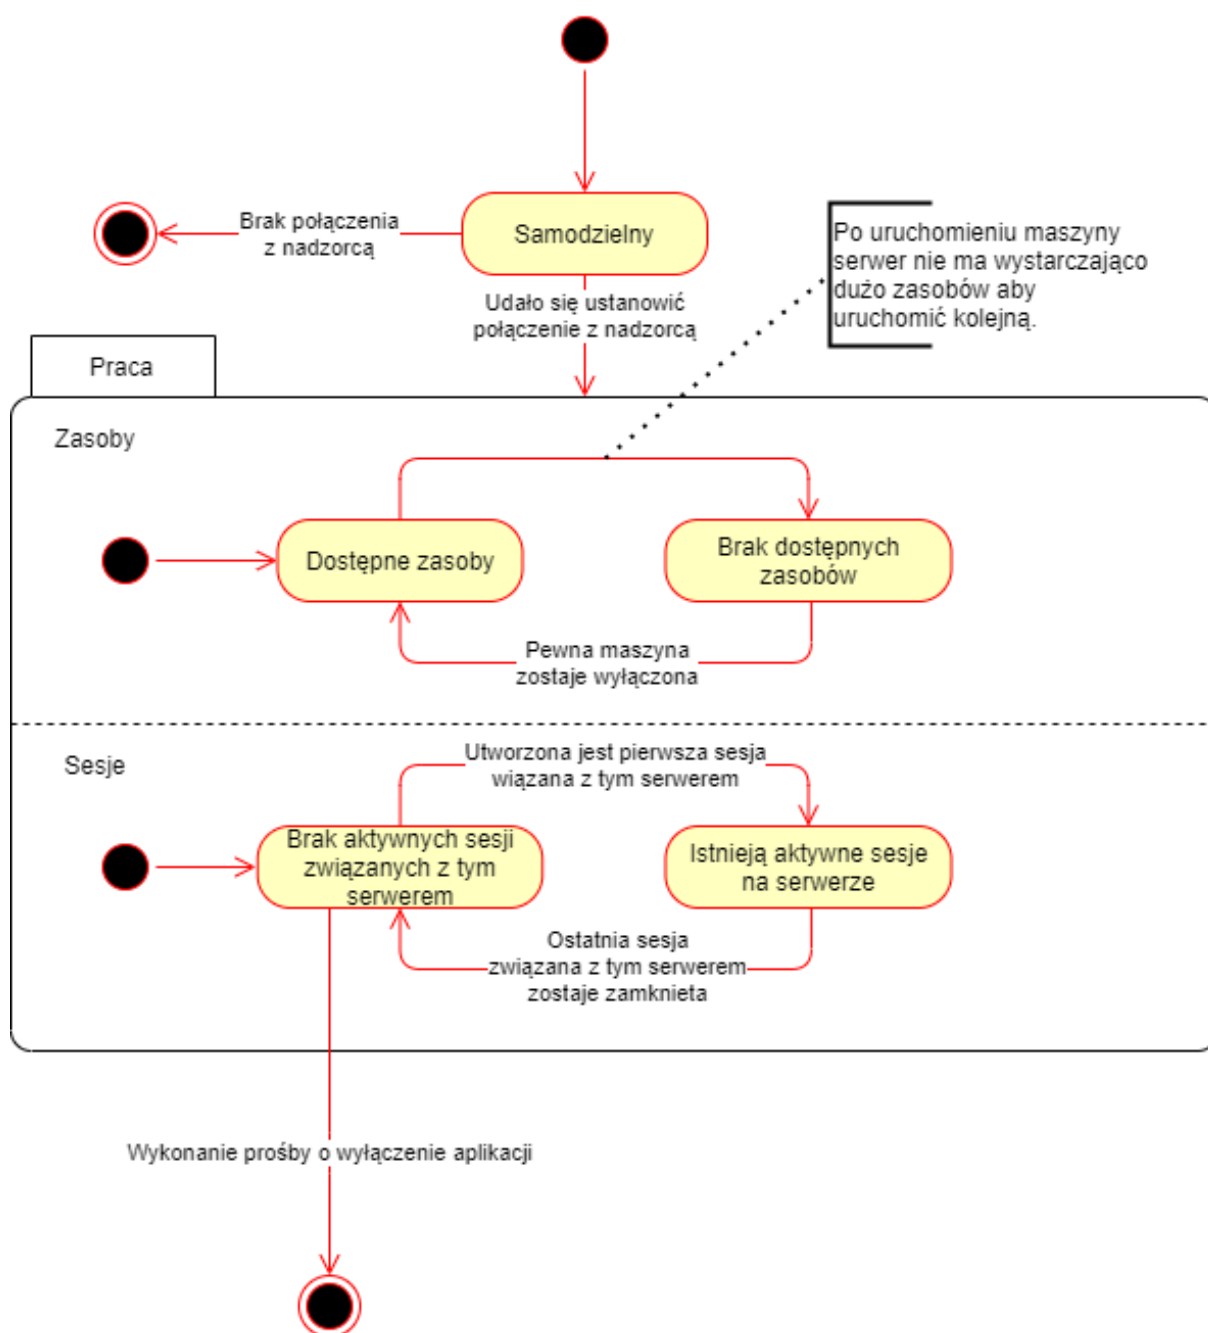 Brak połączenia
z nadzorcą
Samodzielny
Po uruchomieniu maszyny
serwer nie ma wystarczająco
dużo zasobów aby
uruchomić kolejną.
Udało się ustanowić
połączenie z nadzorcą
Praca
Zasoby
Dostępne zasoby
Brak dostępnych
zasobów
Pewna maszyna
zostaje wyłączona
Sesje
Utworzona jest pierwsza sesja
wiązana z tym serwerem
Brak aktywnych sesji
związanych z tym
serwerem
Istnieją aktywne sesje
na serwerze
Ostatnia sesja
związana z tym serwerem
zostaje zamknieta
Wykonanie prośby o wyłączenie aplikacji